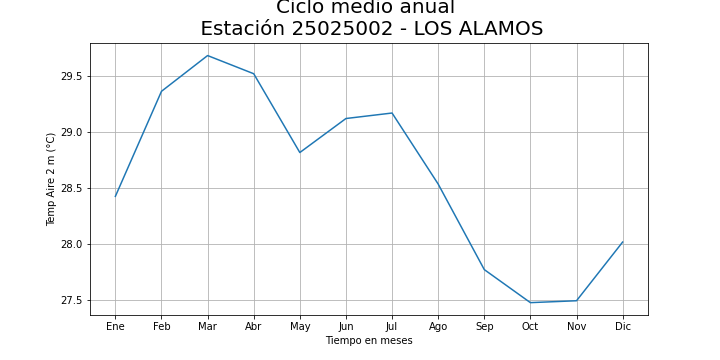 Ciclo medio anual
Estación 25025002 - LOS ALAMOS
Temp Aire 2 m (°C)
29.5
29.0
28.5
28.0
27.5
Ene Feb Mar Abr May Jun Jul Ago Sep Oct Nov Dic
Tiempo en meses